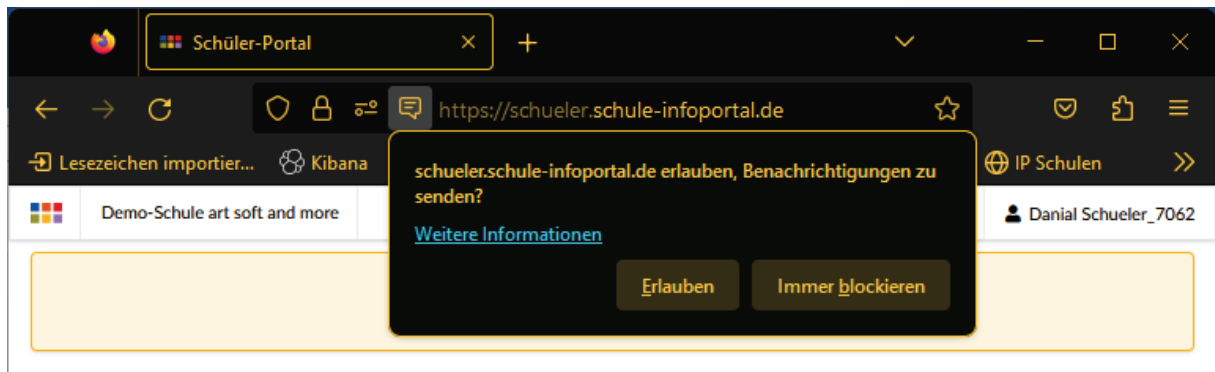 Schüler-Portal
https://schueler.schule-infoportal.de
Lesezeichen importier... Kibana IP Schulen
schueler.schule-infoportal.de erlauben, Benachrichtigungen zu
senden?
Weitere Informationen
Erlauben Immer blockieren
Demo-Schule art soft and more Danial Schueler_7062